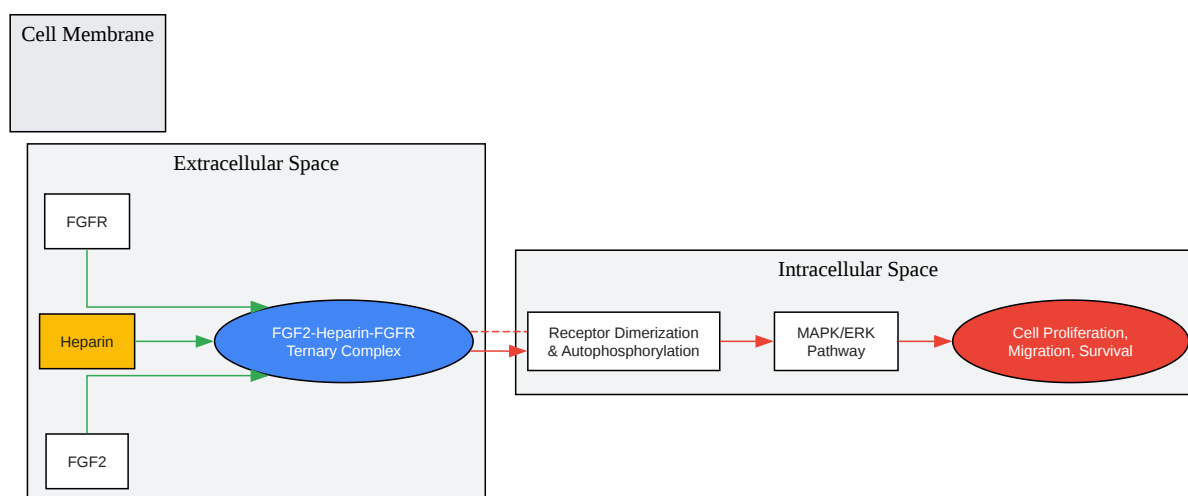 Cell Membrane
Extracellular Space
FGFR
Heparin
FGF2
FGF2-Heparin-FGFR
Ternary Complex
Intracellular Space
Receptor Dimerization
& Autophosphorylation
MAPK/ERK
Pathway
Cell Proliferation,
Migration, Survival